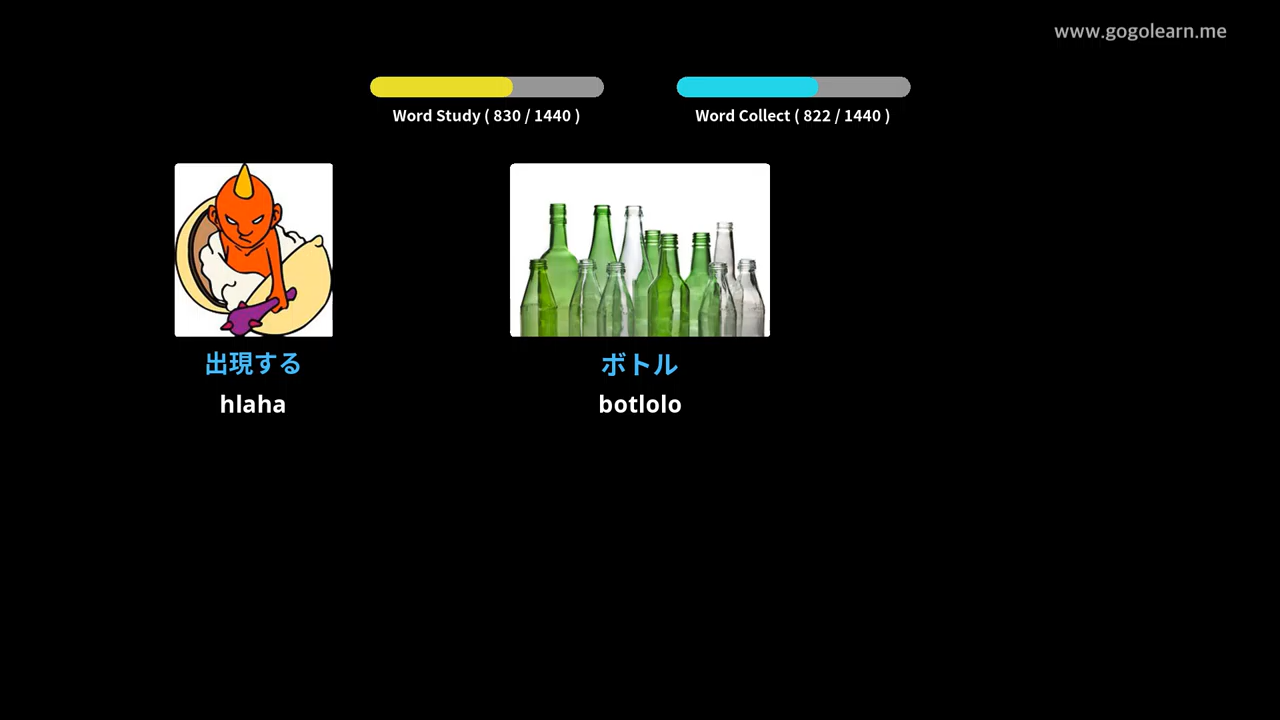 www.gogolearn.me
Word Study ( 830 / 1440 )
Word Collect ( 822 / 1440 )
出現する
hlaha
ボトル
botlolo